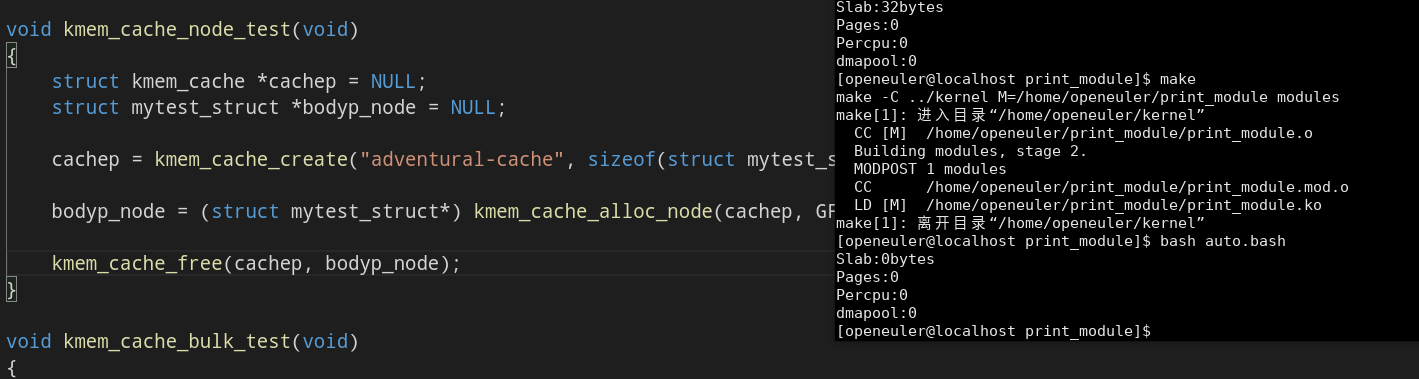 void kmem_cache_node_test(void)
{
    struct kmem_cache *cachep = NULL;
    struct mytest_struct *bodyp_node = NULL;
    cachep = kmem_cache_create("adventural-cache", sizeof(struct mytest_s
    bodyp_node = (struct mytest_struct*) kmem_cache_alloc_node(cachep, GF
    kmem_cache_free(cachep, bodyp_node);
}
void kmem_cache_bulk_test(void)
{
Slab:32bytes
Pages:0
Percpu:0
dmapool:0
[openeuler@localhost print_module]$ make
make -C ../kernel M=/home/openeuler/print_module modules
make[1]: 进入目录“/home/openeuler/kernel”
  CC [M]  /home/openeuler/print_module/print_module.o
  Building modules, stage 2.
  MODPOST 1 modules
  CC      /home/openeuler/print_module/print_module.mod.o
  LD [M]  /home/openeuler/print_module/print_module.ko
make[1]: 离开目录“/home/openeuler/kernel”
[openeuler@localhost print_module]$ bash auto.bash
Slab:0bytes
Pages:0
Percpu:0
dmapool:0
[openeuler@localhost print_module]$